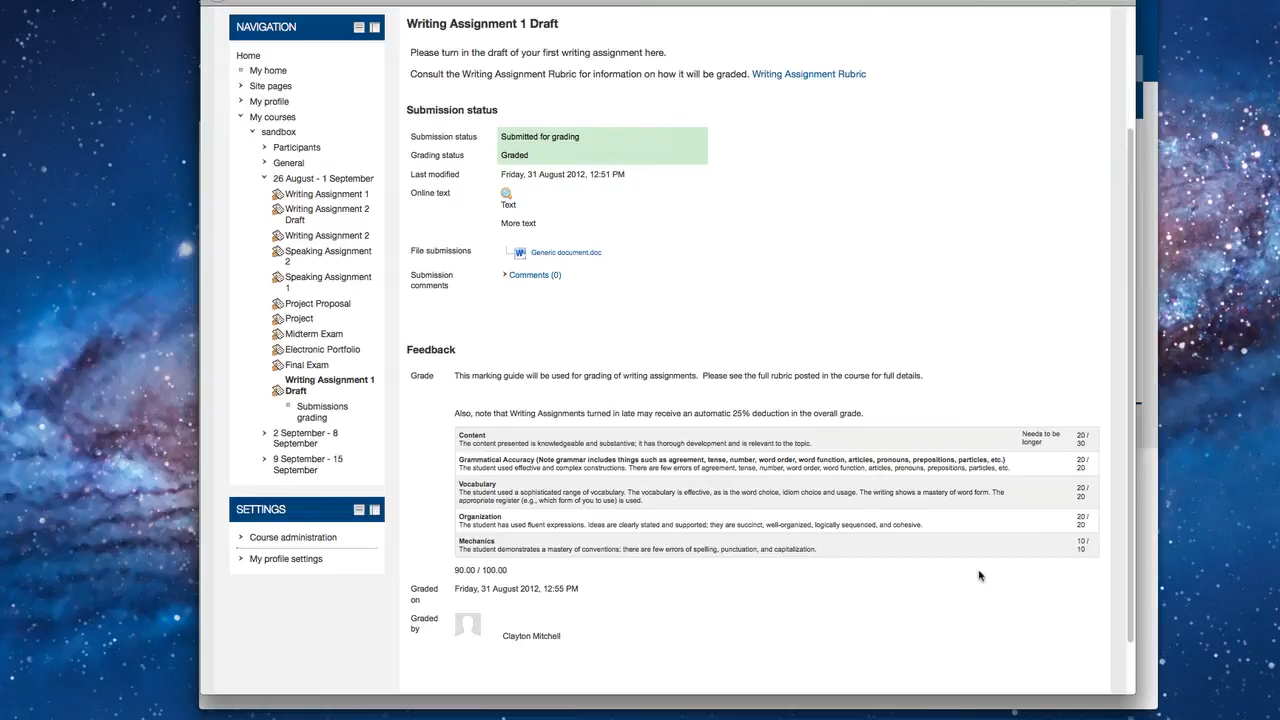 NAVIGATION
Home
My home
Site pages
My profile
My courses
sandbox
Participants
General
26 August - 1 September
Writing Assignment 1
Writing Assignment 2
Draft
Writing Assignment 2
Speaking Assignment
2
Speaking Assignment
1
Project Proposal
Project
Midterm Exam
Electronic Portfolio
Final Exam
Writing Assignment 1
Draft
Submissions
grading
2 September - 8
September
9 September - 15
September
SETTINGS
Course administration
My profile settings
Writing Assignment 1 Draft
Please turn in the draft of your first writing assignment here.
Consult the Writing Assignment Rubric for information on how it will be graded. Writing Assignment Rubric
Submission status
Submission status Submitted for grading
Grading status Graded
Last modified Friday, 31 August 2012, 12:51 PM
Online text
Text
More text
File submissions Generic document.doc
Submission
comments
Comments (0)
Feedback
Grade This marking guide will be used for grading of writing assignments. Please see the full rubric posted in the course for full details.
Also, note that Writing Assignments turned in late may receive an automatic 25% deduction in the overall grade.
Content
The content presented is knowledgeable and substantive; it has thorough development and is relevant to the topic.
Needs to be
longer
20 /
30
Grammatical Accuracy (Note grammar includes things such as agreement, tense, number, word order, word function, articles, pronouns, prepositions, particles, etc.)
The student used effective and complex constructions. There are few errors of agreement, tense, number, word order, word function, articles, pronouns, prepositions, particles, etc.
20 /
20
Vocabulary
The student used a sophisticated range of vocabulary. The vocabulary is effective, as is the word choice, idiom choice and usage. The writing shows a mastery of word form. The
appropriate register (e.g., which form of you to use) is used.
20 /
20
Organization
The student has used fluent expressions. Ideas are clearly stated and supported; they are succinct, well-organized, logically sequenced, and cohesive.
20 /
20
Mechanics
The student demonstrates a mastery of conventions: there are few errors of spelling, punctuation, and capitalization.
10 /
10
90.00 / 100.00
Graded
on
Friday, 31 August 2012, 12:55 PM
Graded
by
Clayton Mitchell